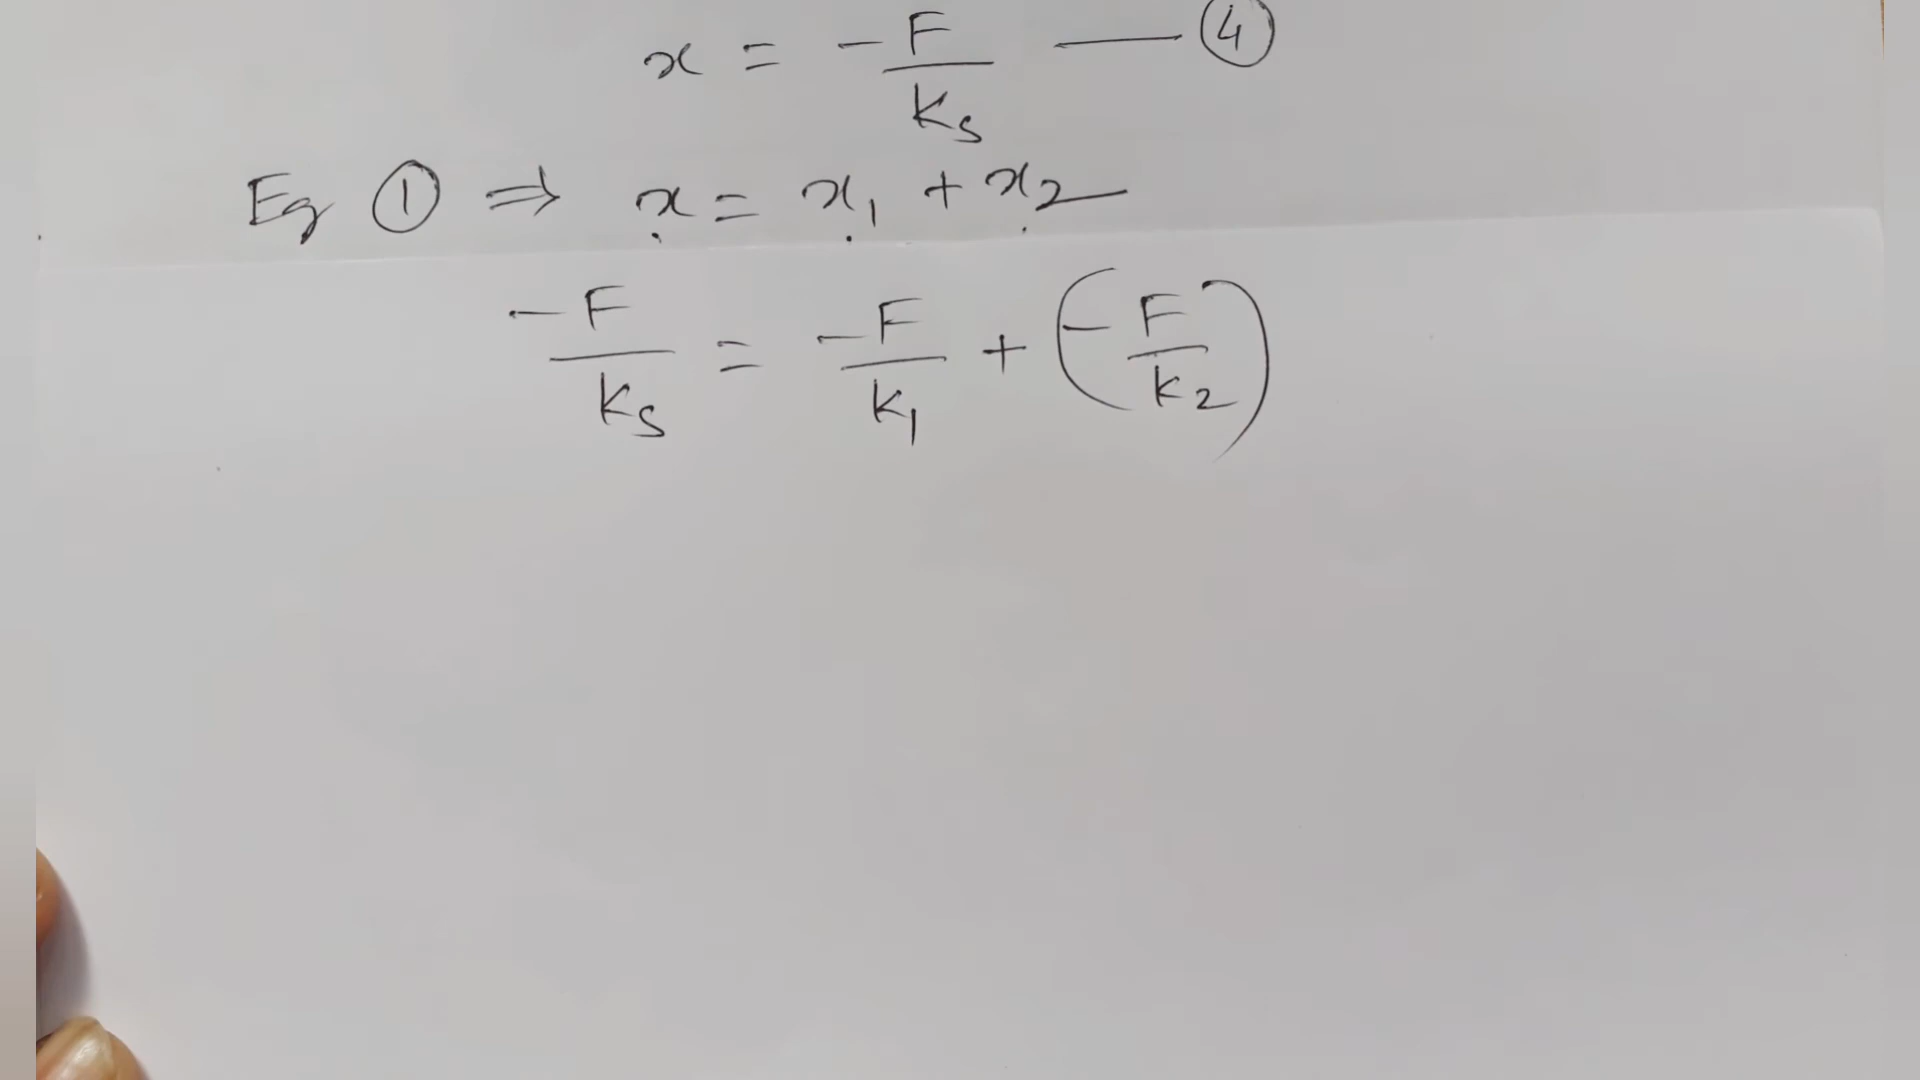 x = -F/Ks —— ④
Eq ① ⇒ x = x₁ + x₂
-F/Ks = -F/K₁ + (-F/K₂)